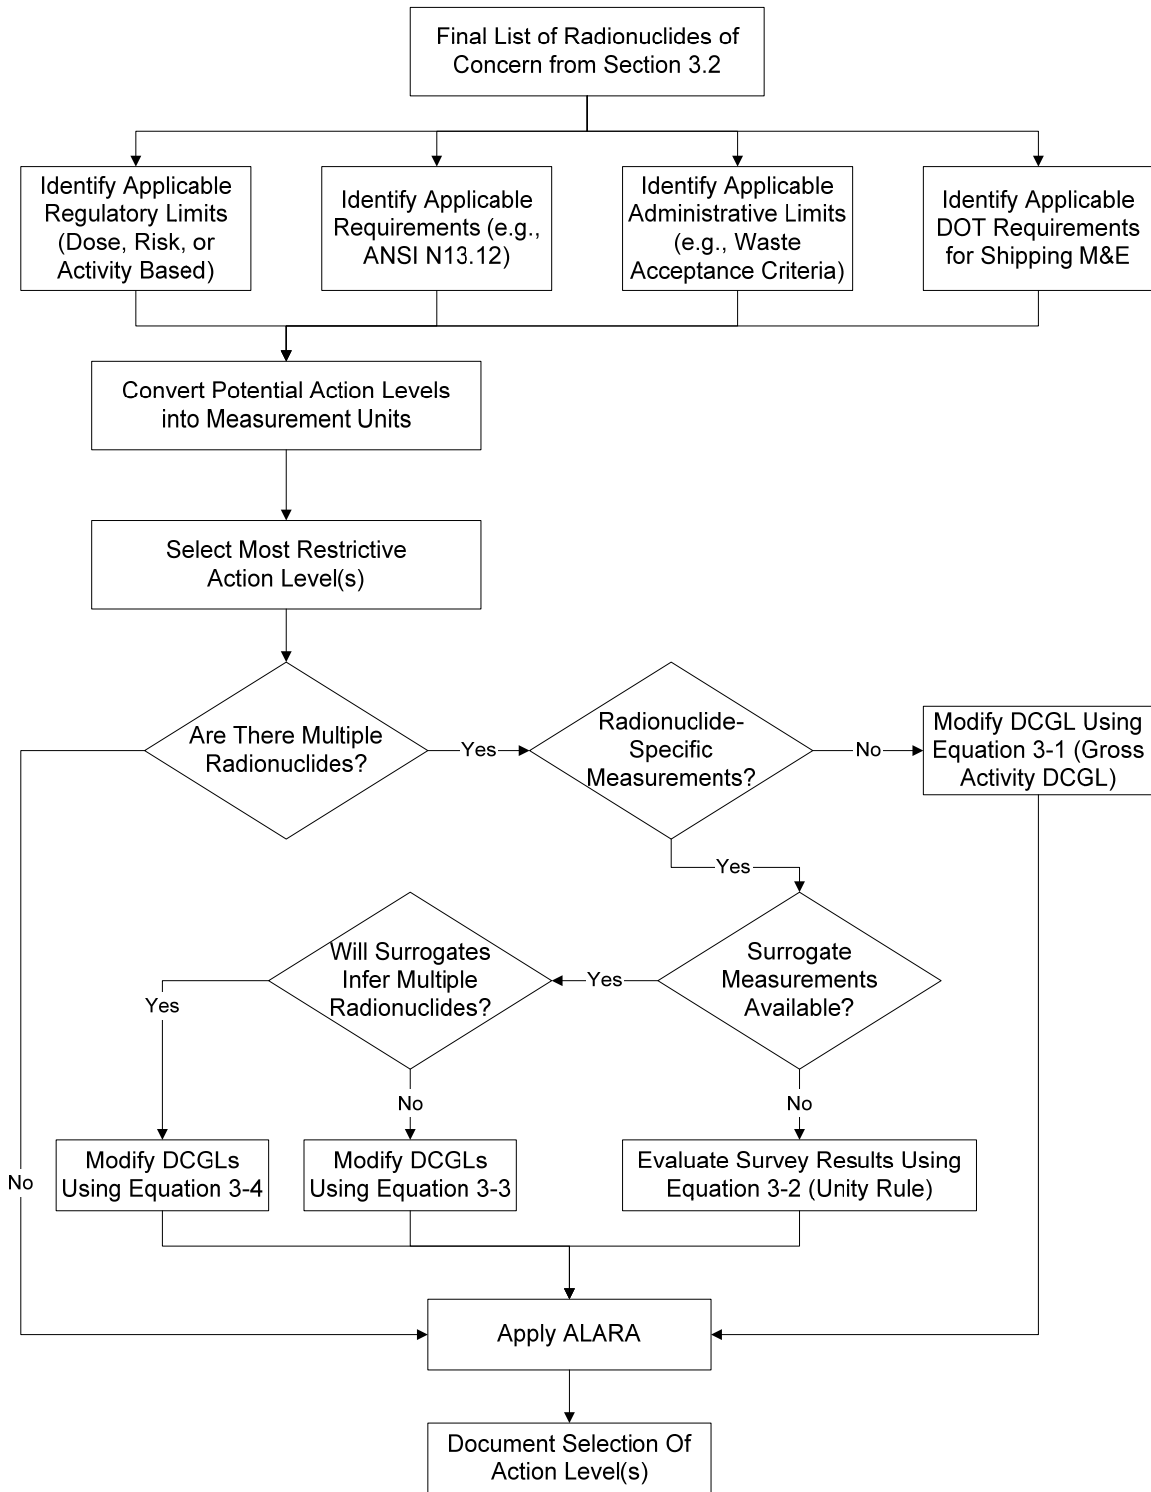 Final List of Radionuclides of
Concern from Section 3.2
Identify Applicable
Regulatory Limits
(Dose, Risk, or
Activity Based)
Identify Applicable
Requirements (e.g.,
ANSI N13.12)
Identify Applicable
Administrative Limits
(e.g., Waste
Acceptance Criteria)
Identify Applicable
DOT Requirements
for Shipping M&E
Convert Potential Action Levels
into Measurement Units
Select Most Restrictive
Action Level(s)
Are There Multiple
Radionuclides?
Yes
Radionuclide-
Specific
Measurements?
No
Modify DCGL Using
Equation 3-1 (Gross
Activity DCGL)
Yes
Will Surrogates
Infer Multiple
Radionuclides?
Yes
Surrogate
Measurements
Available?
Yes
No
No
Modify DCGLs
Using Equation 3-4
Modify DCGLs
Using Equation 3-3
Evaluate Survey Results Using
Equation 3-2 (Unity Rule)
No
Apply ALARA
Document Selection Of
Action Level(s)